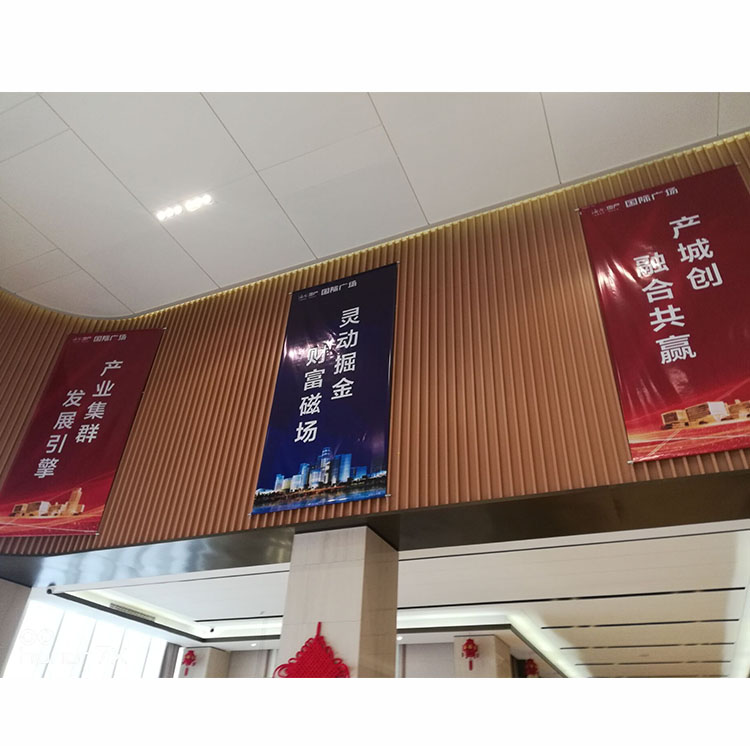 国际广场
产业集群
发展引擎
国际广场
灵动掘金
财富磁场
国际广场
产城创
融合共赢